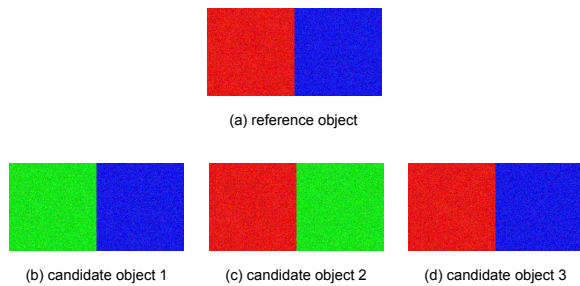 (a) reference object
(b) candidate object 1
(c) candidate object 2
(d) candidate object 3